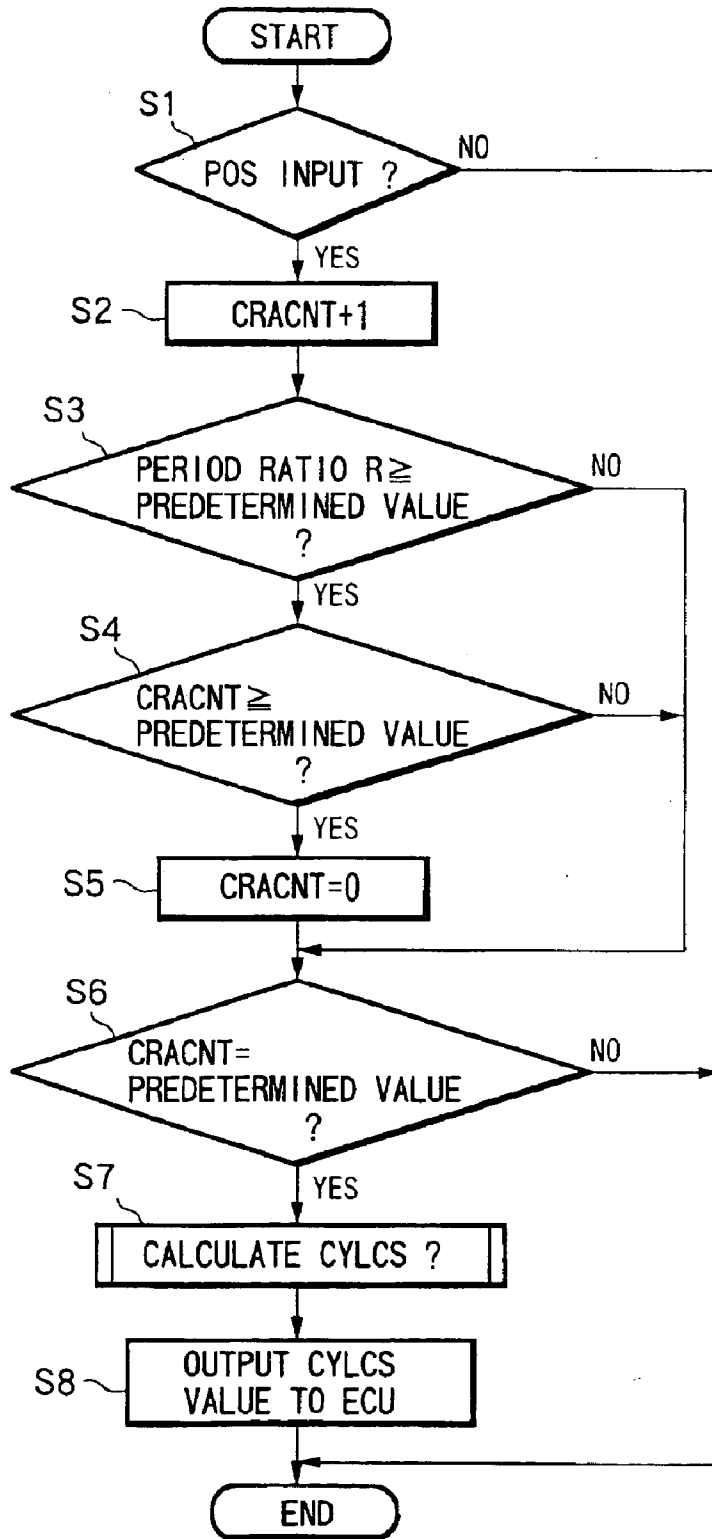 START
S1
POS INPUT ?
NO
YES
S2
CRACNT+1
S3
PERIOD RATIO R≧
PREDETERMINED VALUE
?
NO
YES
S4
CRACNT≧
PREDETERMINED VALUE
?
NO
YES
S5
CRACNT=0
S6
CRACNT=
PREDETERMINED VALUE
?
NO
YES
S7
CALCULATE CYLCS ?
S8
OUTPUT CYLCS
VALUE TO ECU
END